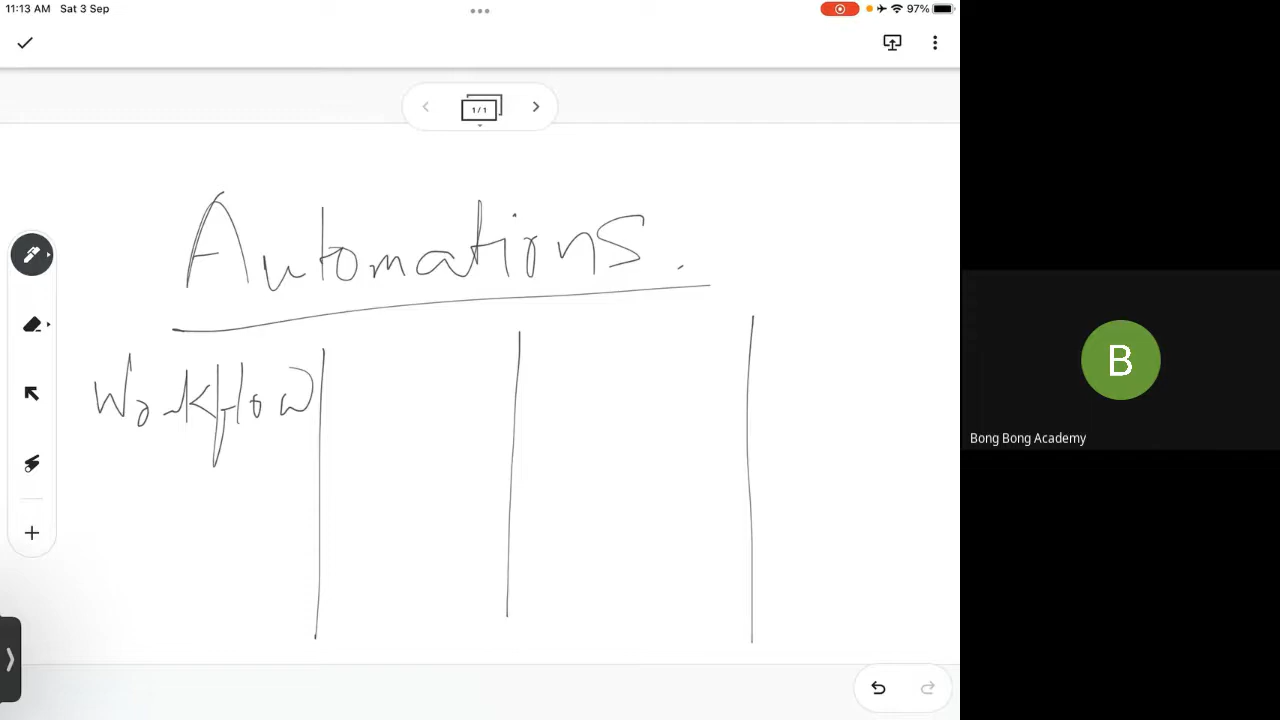 11:13 AM Sat 3 Sep
97%
1/1
Automations.
Workflow
B
Bong Bong Academy